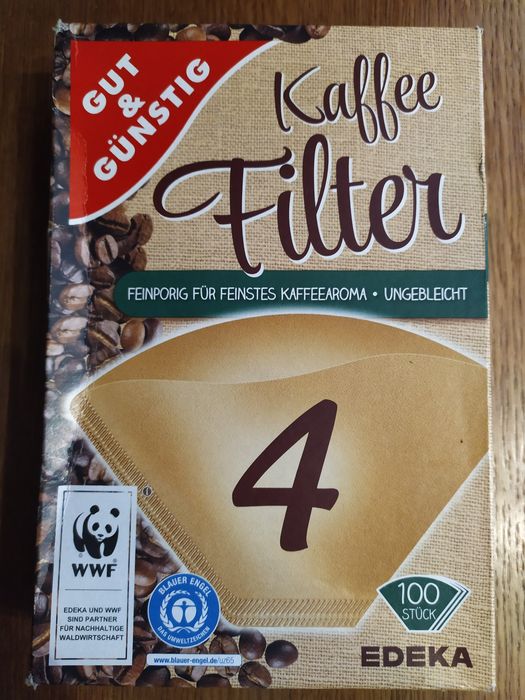 GUT
&
GÜNSTIG
Kaffee
Filter
FEINPORIG FÜR FEINSTES KAFFEEAROMA • UNGEBLEICHT
4
WWF
EDEKA UND WWF
SIND PARTNER
FÜR NACHHALTIGE
WALDWIRTSCHAFT
BLAUER ENGEL
DAS UMWELTZEICHEN
www.blauer-engel.de/uz65
100
STÜCK
EDEKA